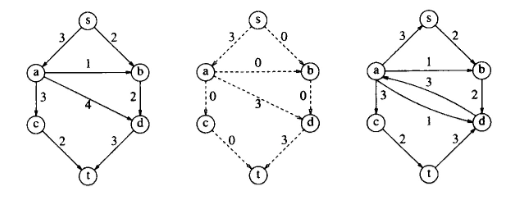 s s s
3 2 3 0 3 2
a 1 b a 0 b a 1 b
3 4 2 0 3 0 3 3 1 2
c d c d c d
2 3 0 3 2 3
t t t